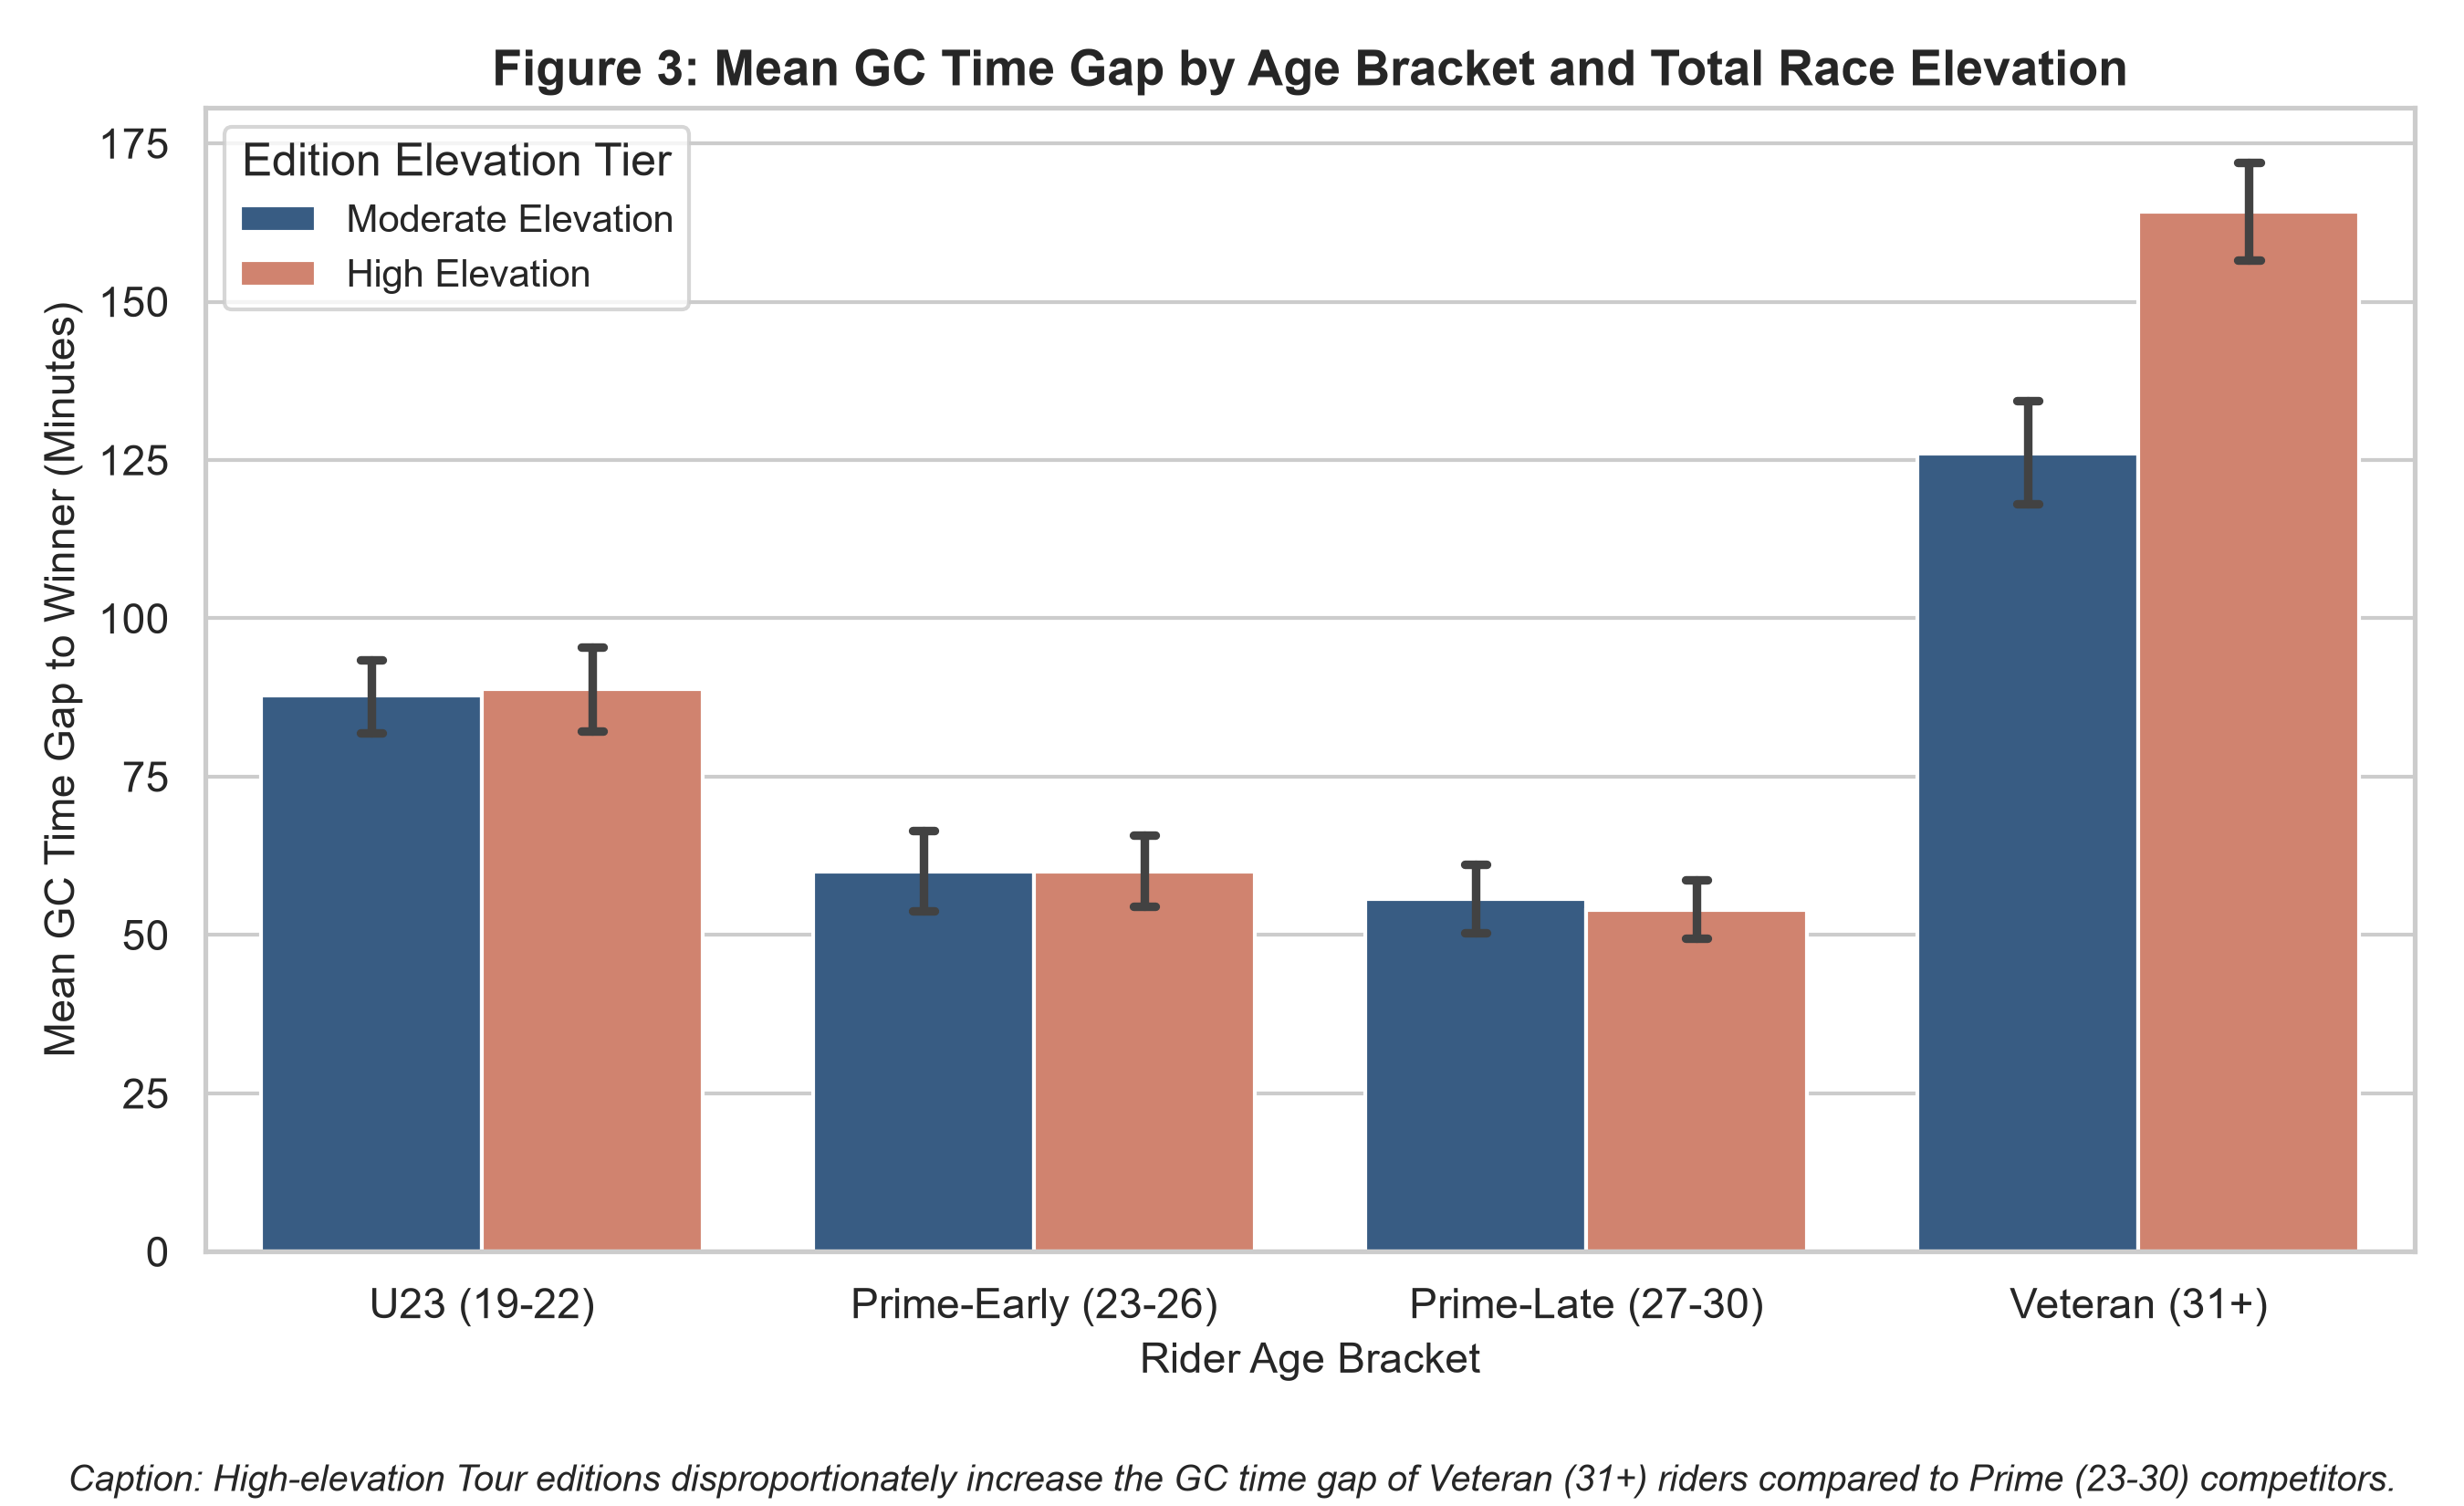 Figure 3: Mean GC Time Gap by Age Bracket and Total Race Elevation
Edition Elevation Tier
Moderate Elevation
High Elevation
Mean GC Time Gap to Winner (Minutes)
175
150
125
100
75
50
25
0
U23 (19-22)
Prime-Early (23-26)
Prime-Late (27-30)
Veteran (31+)
Rider Age Bracket
Caption: High-elevation Tour editions disproportionately increase the GC time gap of Veteran (31+) riders compared to Prime (23-30) competitors.